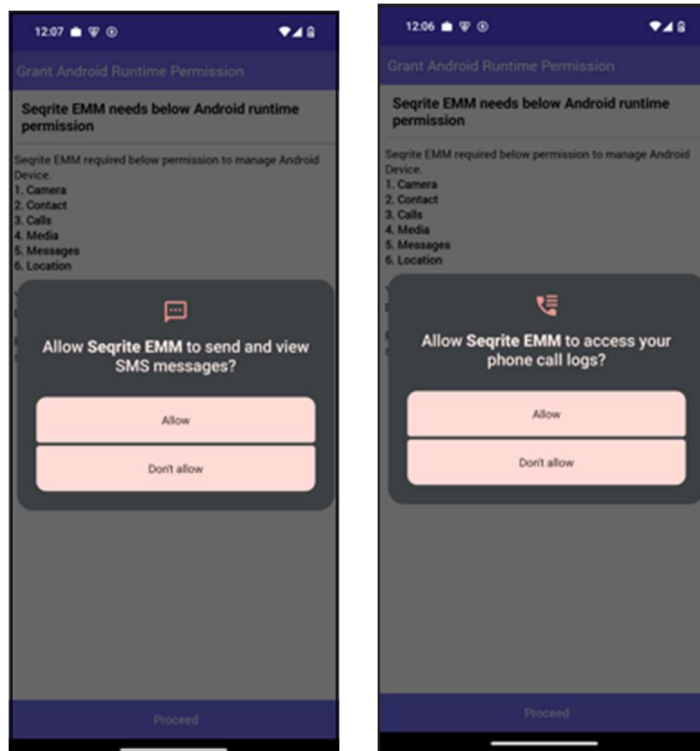 12:07
Grant Android Runtime Permission
Seqrite EMM needs below Android runtime
permission
Seqrite EMM required below permission to manage Android
Device.
1. Camera
2. Contact
3. Calls
4. Media
5. Messages
6. Location
Allow Seqrite EMM to send and view
SMS messages?
Allow
Don't allow
Proceed
12:06
Grant Android Runtime Permission
Seqrite EMM needs below Android runtime
permission
Seqrite EMM required below permission to manage Android
Device.
1. Camera
2. Contact
3. Calls
4. Media
5. Messages
6. Location
Allow Seqrite EMM to access your
phone call logs?
Allow
Don't allow
Proceed